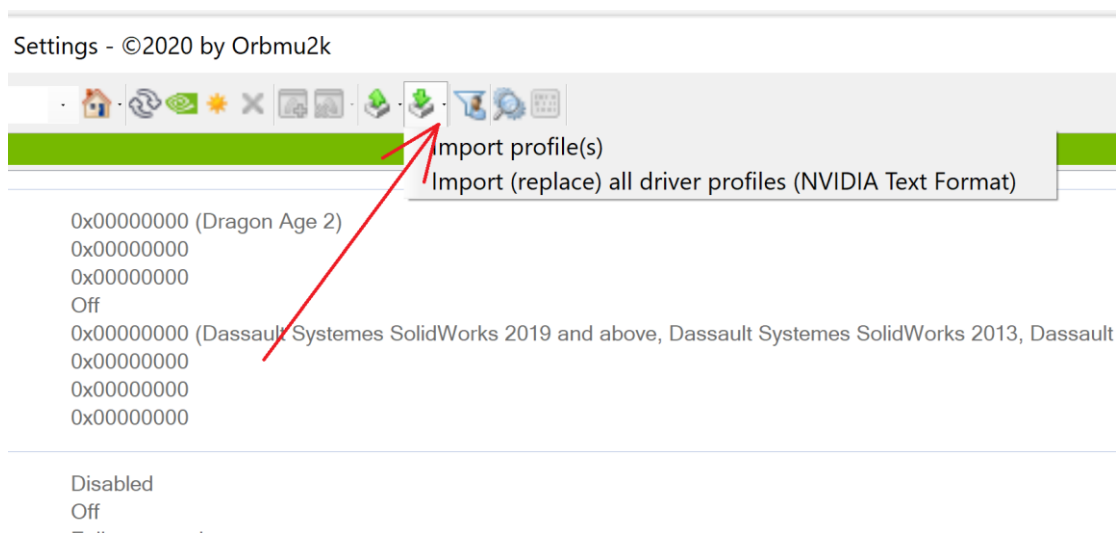 Settings - ©2020 by Orbmu2k
Import profile(s)
Import (replace) all driver profiles (NVIDIA Text Format)
0x00000000 (Dragon Age 2)
0x00000000
0x00000000
Off
0x00000000 (Dassault Systemes SolidWorks 2019 and above, Dassault Systemes SolidWorks 2013, Dassault
0x00000000
0x00000000
0x00000000
Disabled
Off